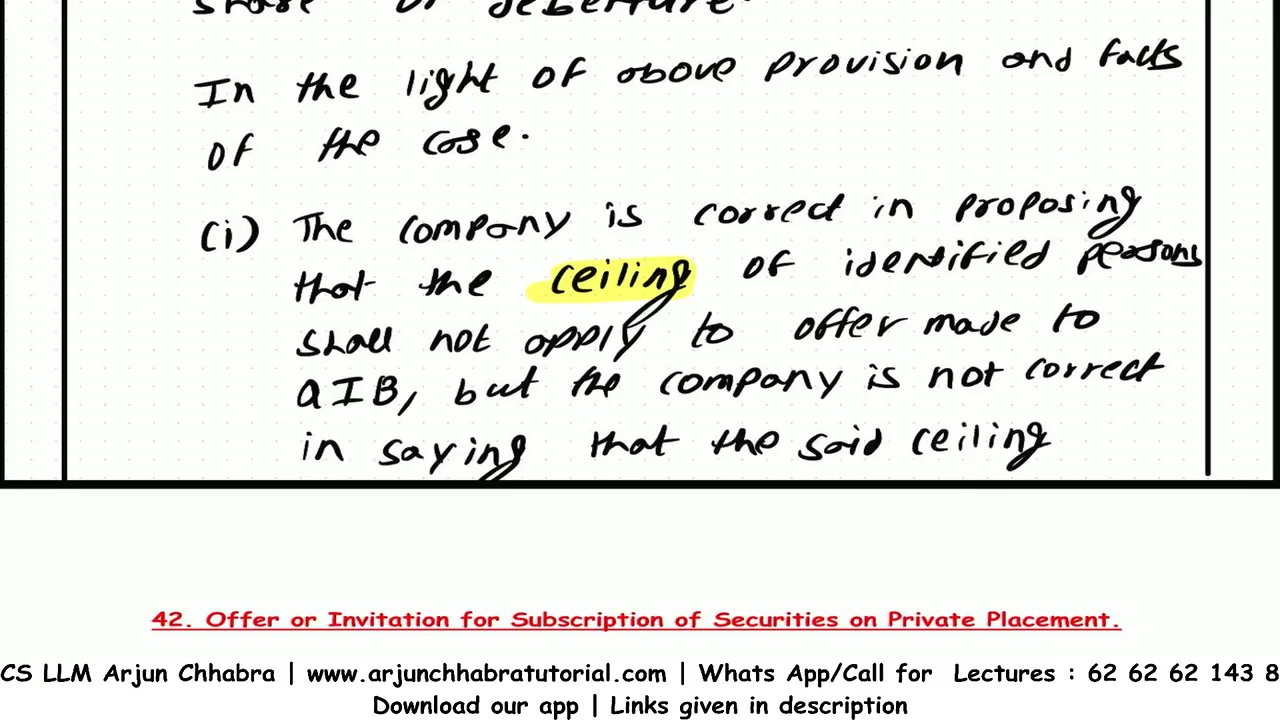 share or debenture.
In the light of above provision and facts
of the case.
(i) The company is correct in proposing
that the ceiling of identified persons
shall not apply to offer made to
QIB, but the company is not correct
in saying that the said ceiling
42. Offer or Invitation for Subscription of Securities on Private Placement.
CS LLM Arjun Chhabra | www.arjunchhabratutorial.com | Whats App/Call for Lectures : 62 62 62 143 8
Download our app | Links given in description